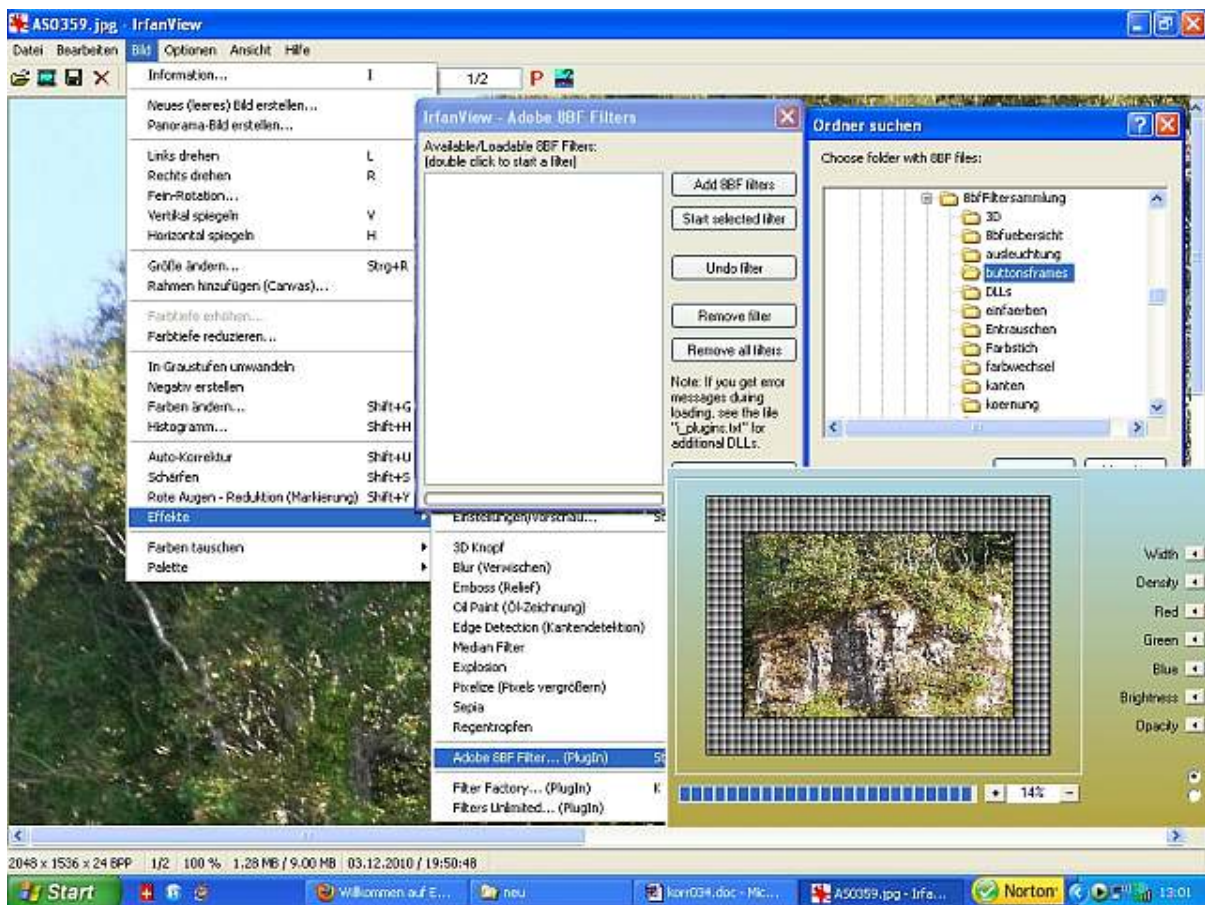 AS0359.jpg - IrfanView
Datei Bearbeiten Bild Optionen Ansicht Hilfe
1/2 P
Information... I
Neues (leeres) Bild erstellen...
Panorama-Bild erstellen...
Links drehen L
Rechts drehen R
Fein-Rotation...
Vertikal spiegeln V
Horizontal spiegeln H
Größe ändern... Strg+R
Rahmen hinzufügen (Canvas)...
Farbtiefe erhöhen...
Farbtiefe reduzieren...
In Graustufen umwandeln
Negativ erstellen
Farben ändern... Shift+G
Histogramm... Shift+H
Auto-Korrektur Shift+U
Schärfen Shift+S
Rote Augen - Reduktion (Markierung) Shift+Y
Effekte
Farben tauschen
Palette
IrfanView - Adobe 8BF Filters
Available/Loadable 8BF Filters:
(double click to start a filter)
Add 8BF filters
Start selected filter
Undo filter
Remove filter
Remove all filters
Note: If you get error
messages during
loading, see the file
"i_plugins.txt" for
additional DLLs.
Ordner suchen
Choose folder with 8BF files:
8bfFiltersammlung
3D
8bfuebersicht
ausleuchtung
buttonsframes
DLLs
einfaerben
Entrauschen
Farbstich
farbwechsel
kanten
koernung
Einstellungen/Vorschau... St
3D Knopf
Blur (Verwischen)
Emboss (Relief)
Oil Paint (Öl-Zeichnung)
Edge Detection (Kantendetektion)
Median Filter
Explosion
Pixelize (Pixels vergrößern)
Sepia
Regentropfen
Adobe 8BF Filter... (PlugIn) St
Filter Factory... (PlugIn) K
Filters Unlimited... (PlugIn)
Width
Density
Red
Green
Blue
Brightness
Opacity
+ 14% -
2048 x 1536 x 24 BPP 1/2 100 % 1.28 MB / 9.00 MB 03.12.2010 / 19:50:48
Start
Willkommen auf E...
neu
korr034.doc - Mic...
AS0359.jpg - Irfa...
Norton
13:01